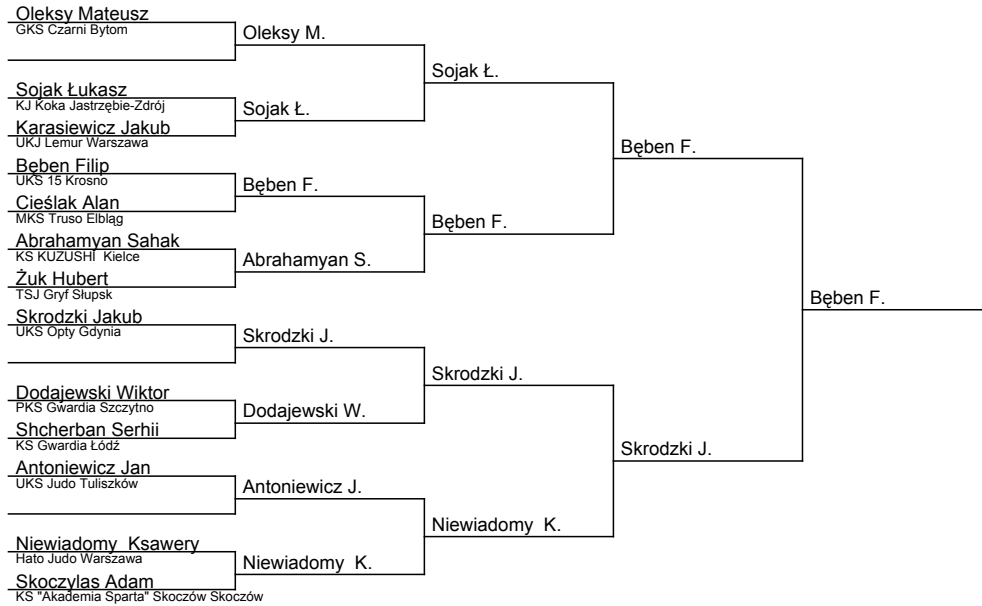 Oleksy Mateusz
GKS Czarni Bytom
Oleksy M.
Sojak Ł.
Sojak Łukasz
KJ Koka Jastrzębie-Zdrój
Sojak Ł.
Karasiewicz Jakub
UKJ Lemur Warszawa
Bęben F.
Bęben Filip
UKS 15 Krosno
Bęben F.
Cieślak Alan
MKS Truso Elbląg
Bęben F.
Abrahamyan Sahak
KS KUZUSHI  Kielce
Abrahamyan S.
Żuk Hubert
TSJ Gryf Słupsk
Bęben F.
Skrodzki Jakub
UKS Opty Gdynia
Skrodzki J.
Skrodzki J.
Dodajewski Wiktor
PKS Gwardia Szczytno
Dodajewski W.
Shcherban Serhii
KS Gwardia Łódź
Skrodzki J.
Antoniewicz Jan
UKS Judo Tuliszków
Antoniewicz J.
Niewiadomy  K.
Niewiadomy  Ksawery
Hato Judo Warszawa
Niewiadomy  K.
Skoczylas Adam
KS "Akademia Sparta" Skoczów Skoczów